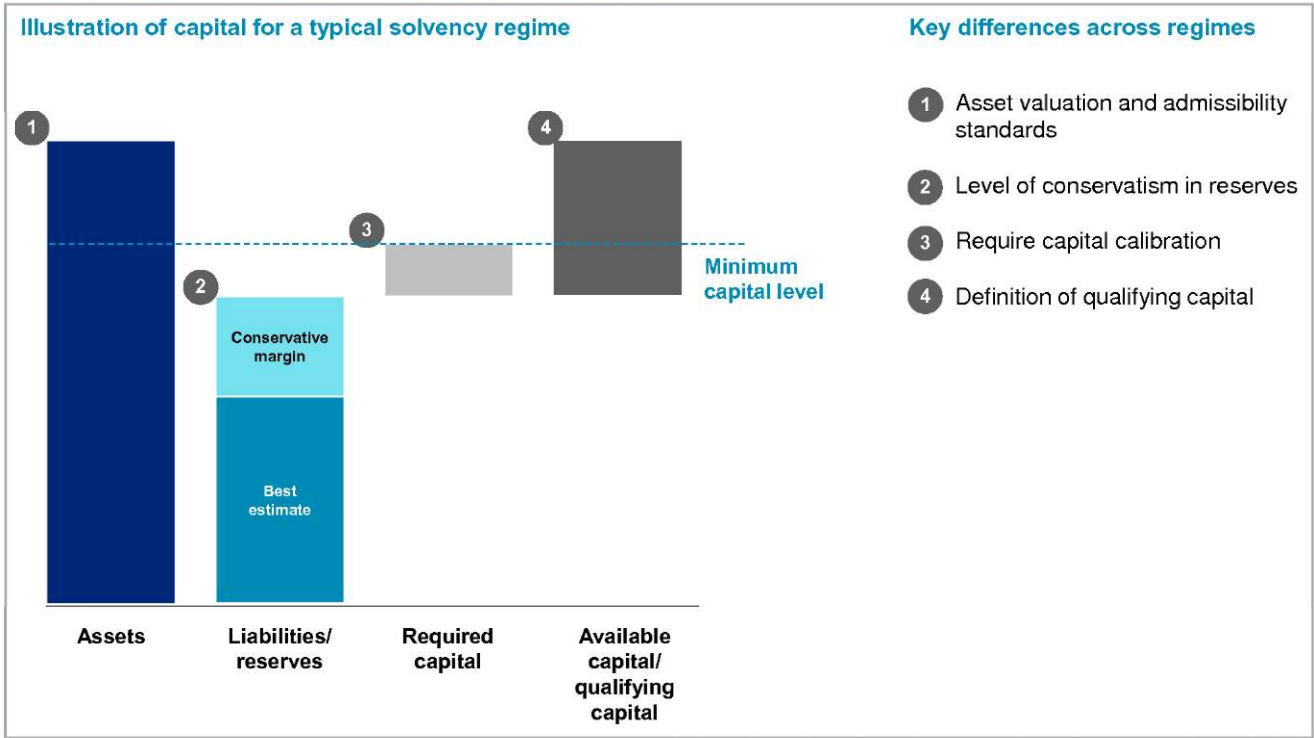 Illustration of capital for a typical solvency regime
1
4
3
2
Minimum
capital level
Conservative
margin
Best
estimate
Assets
Liabilities/
reserves
Required
capital
Available
capital/
qualifying
capital
Key differences across regimes
1 Asset valuation and admissibility
standards
2 Level of conservatism in reserves
3 Require capital calibration
4 Definition of qualifying capital